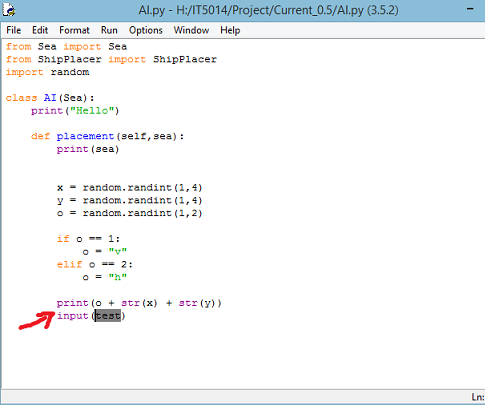 AI.py - H:/IT5014/Project/Current_0.5/AI.py (3.5.2)
File Edit Format Run Options Window Help
from Sea import Sea
from ShipPlacer import ShipPlacer
import random
class AI(Sea):
    print("Hello")
    def placement(self,sea):
        print(sea)
        x = random.randint(1,4)
        y = random.randint(1,4)
        o = random.randint(1,2)
        if o == 1:
            o = "v"
        elif o == 2:
            o = "h"
        print(o + str(x) + str(y))
        input(test)
Ln: